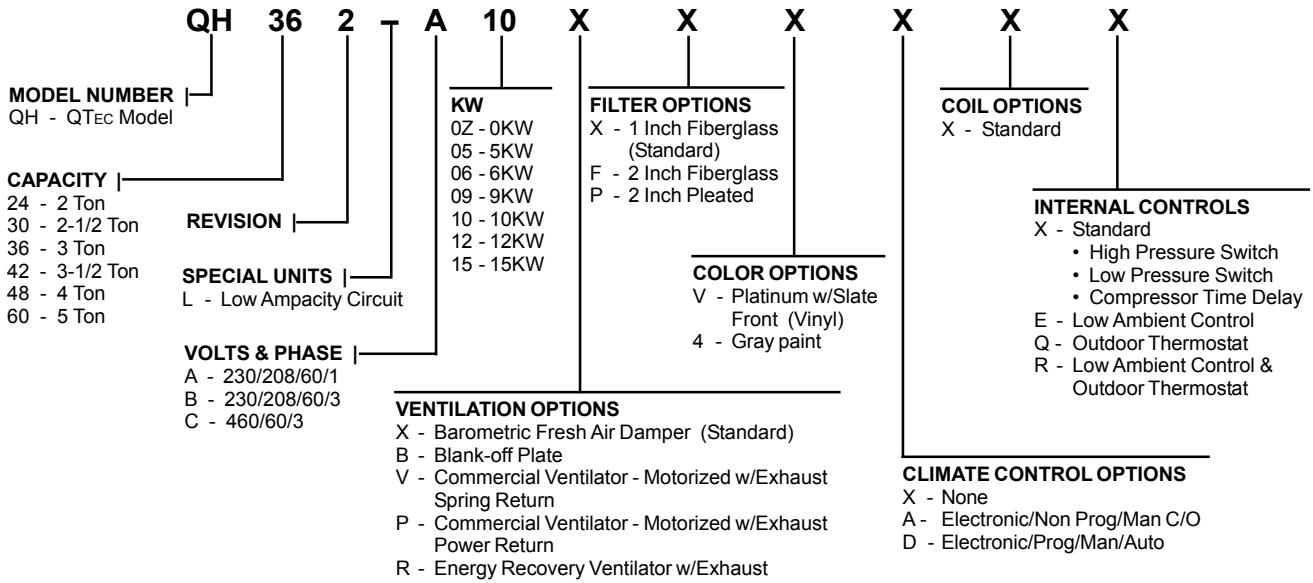 QH 36 2 – A 10 X X X X X X
MODEL NUMBER
QH - QTEC Model
CAPACITY
24 - 2 Ton
30 - 2-1/2 Ton
36 - 3 Ton
42 - 3-1/2 Ton
48 - 4 Ton
60 - 5 Ton
REVISION
SPECIAL UNITS
L - Low Ampacity Circuit
VOLTS & PHASE
A - 230/208/60/1
B - 230/208/60/3
C - 460/60/3
KW
0Z - 0KW
05 - 5KW
06 - 6KW
09 - 9KW
10 - 10KW
12 - 12KW
15 - 15KW
VENTILATION OPTIONS
X - Barometric Fresh Air Damper (Standard)
B - Blank-off Plate
V - Commercial Ventilator - Motorized w/Exhaust
Spring Return
P - Commercial Ventilator - Motorized w/Exhaust
Power Return
R - Energy Recovery Ventilator w/Exhaust
FILTER OPTIONS
X - 1 Inch Fiberglass
(Standard)
F - 2 Inch Fiberglass
P - 2 Inch Pleated
COLOR OPTIONS
V - Platinum w/Slate
Front (Vinyl)
4 - Gray paint
CLIMATE CONTROL OPTIONS
X - None
A - Electronic/Non Prog/Man C/O
D - Electronic/Prog/Man/Auto
COIL OPTIONS
X - Standard
INTERNAL CONTROLS
X - Standard
• High Pressure Switch
• Low Pressure Switch
• Compressor Time Delay
E - Low Ambient Control
Q - Outdoor Thermostat
R - Low Ambient Control &
Outdoor Thermostat